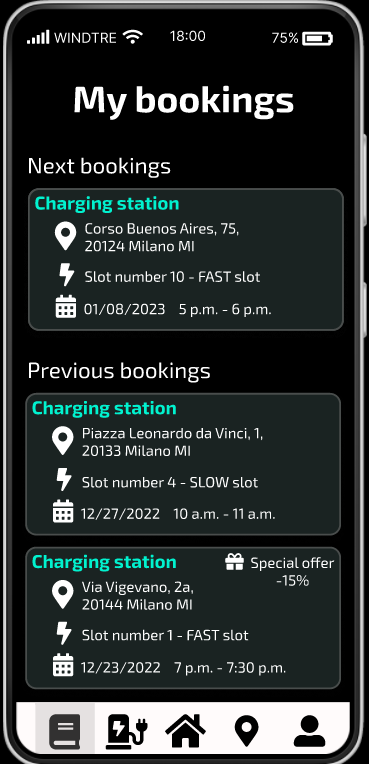 WINDTRE 18:00 75%
My bookings
Next bookings
Charging station
Corso Buenos Aires, 75,
20124 Milano MI
Slot number 10 - FAST slot
01/08/2023 5 p.m. - 6 p.m.
Previous bookings
Charging station
Piazza Leonardo da Vinci, 1,
20133 Milano MI
Slot number 4 - SLOW slot
12/27/2022 10 a.m. - 11 a.m.
Charging station
Special offer
-15%
Via Vigevano, 2a,
20144 Milano MI
Slot number 1 - FAST slot
12/23/2022 7 p.m. - 7:30 p.m.